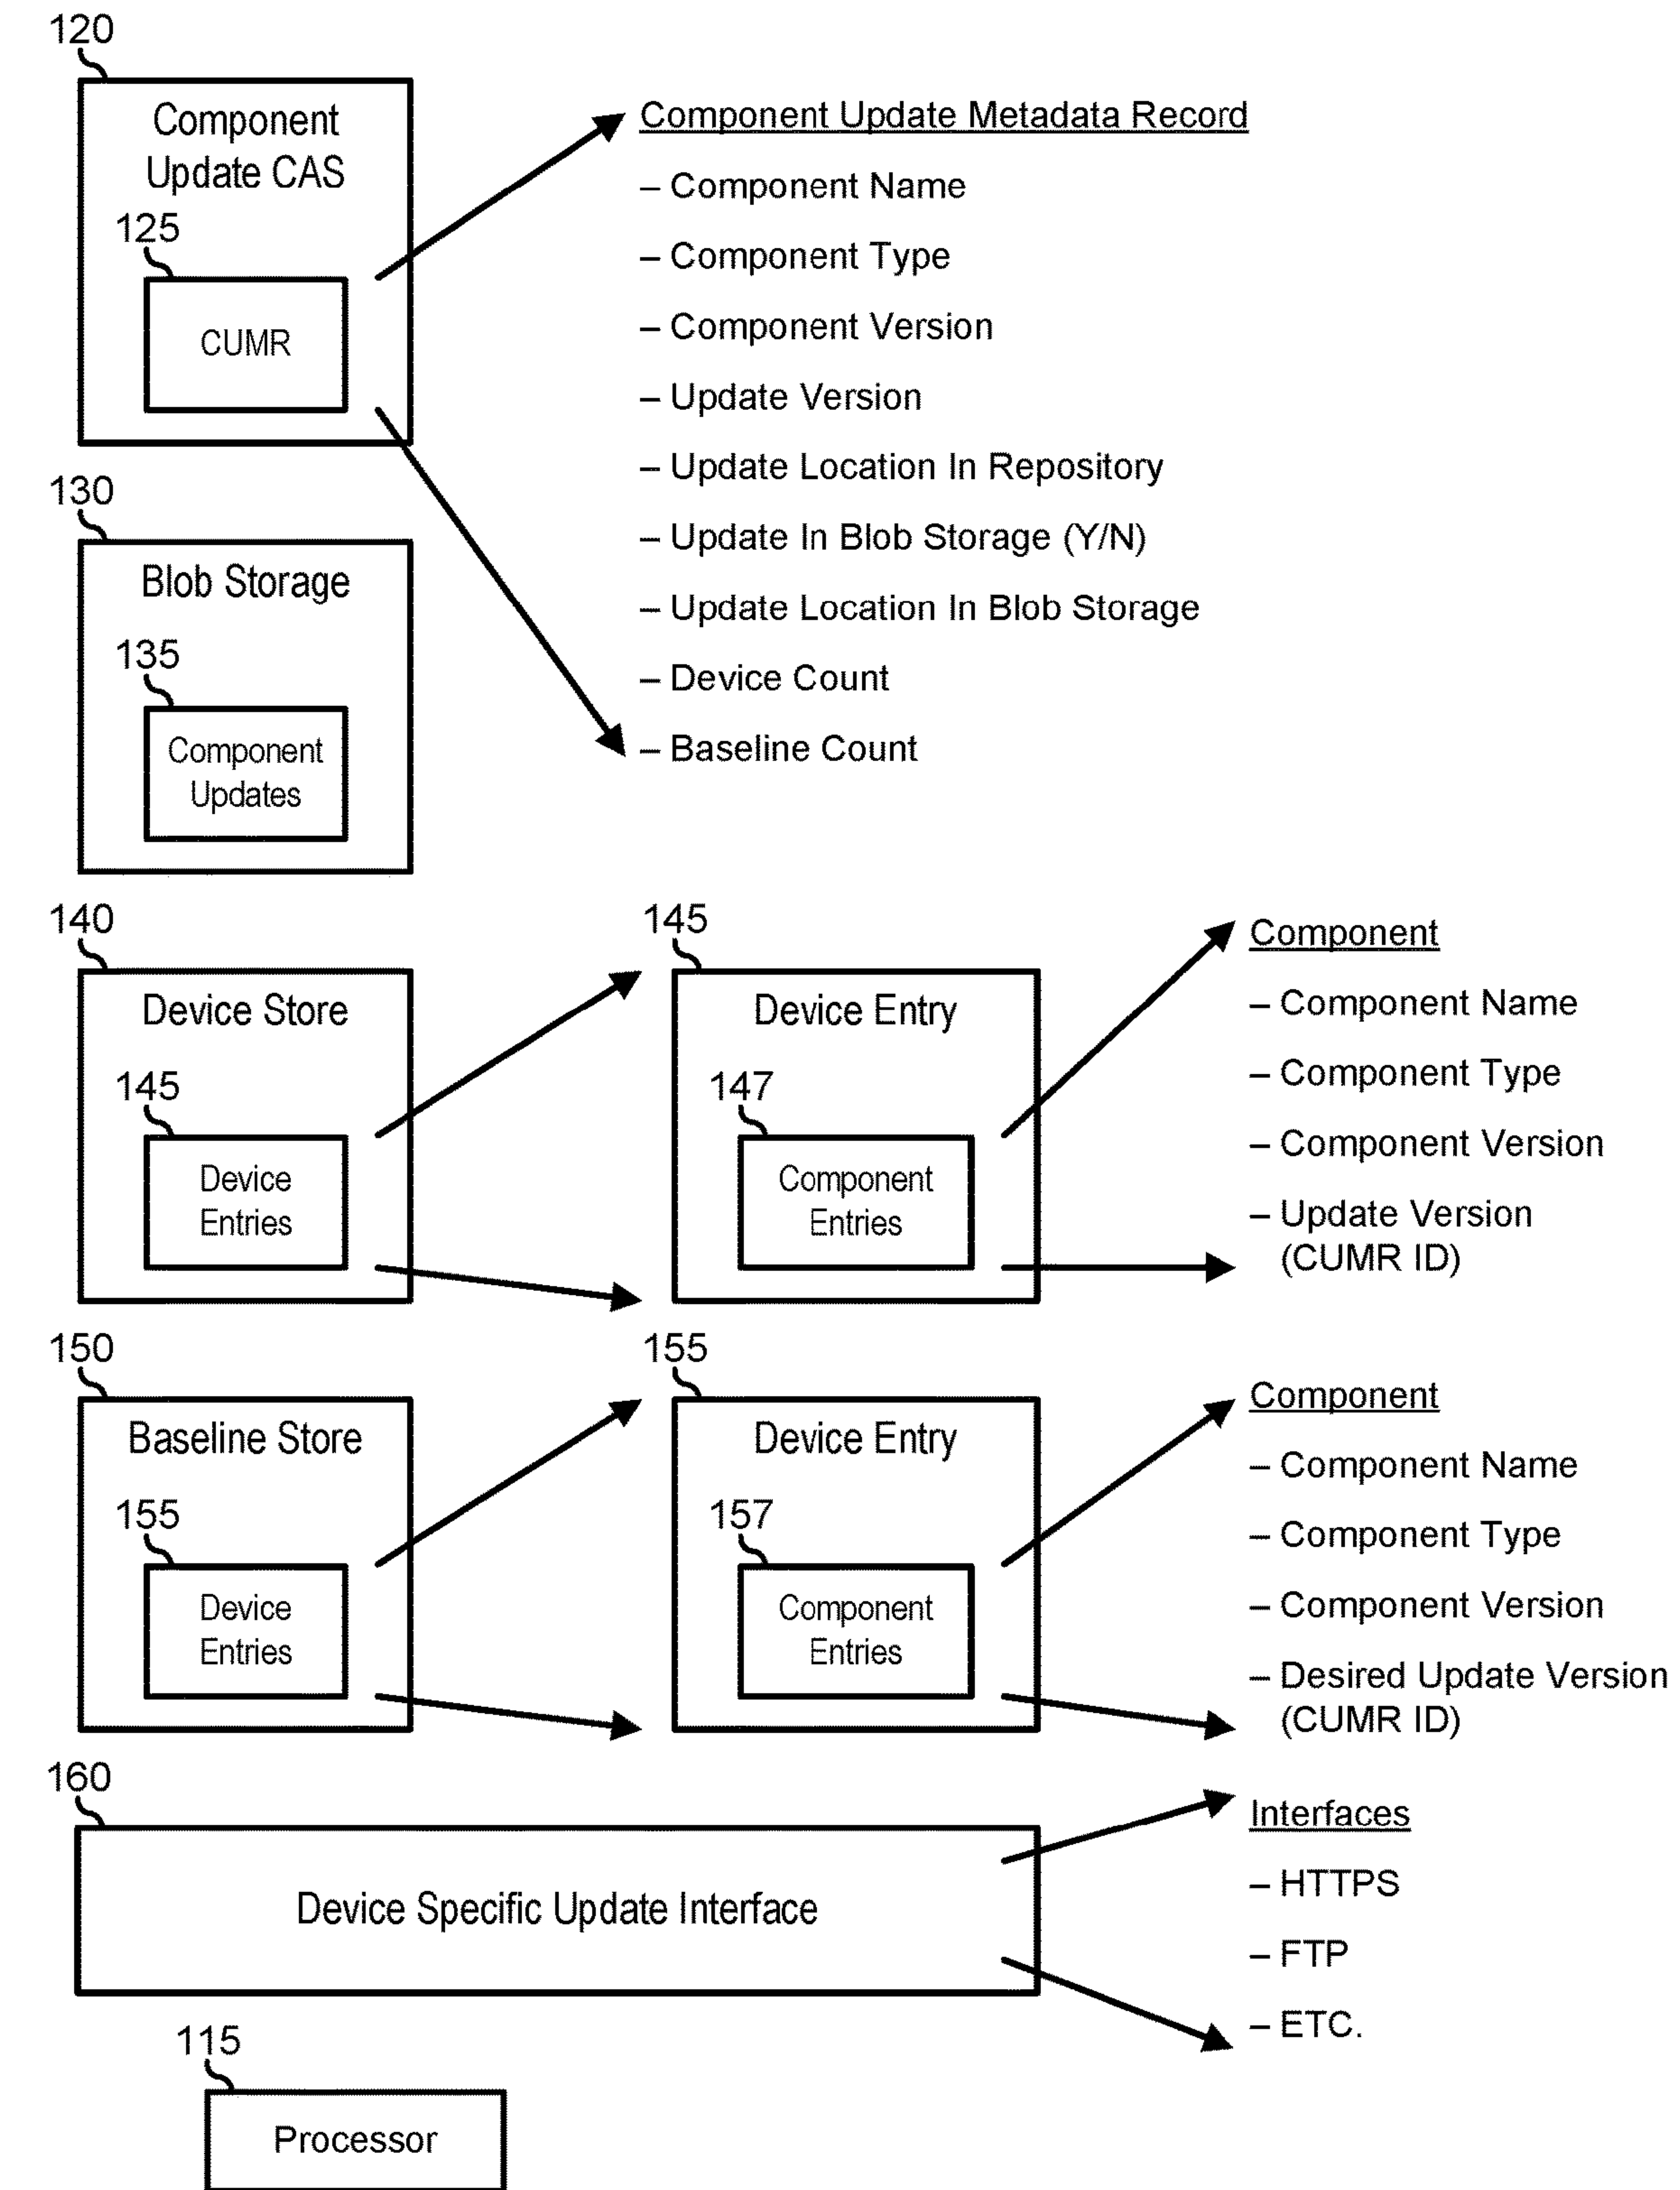 120
Component
Update CAS
125
CUMR
Component Update Metadata Record
– Component Name
– Component Type
– Component Version
– Update Version
– Update Location In Repository
– Update In Blob Storage (Y/N)
– Update Location In Blob Storage
– Device Count
– Baseline Count
130
Blob Storage
135
Component
Updates
140
Device Store
145
Device
Entries
145
Device Entry
147
Component
Entries
Component
– Component Name
– Component Type
– Component Version
– Update Version
(CUMR ID)
150
Baseline Store
155
Device
Entries
155
Device Entry
157
Component
Entries
Component
– Component Name
– Component Type
– Component Version
– Desired Update Version
(CUMR ID)
160
Device Specific Update Interface
Interfaces
– HTTPS
– FTP
– ETC.
115
Processor